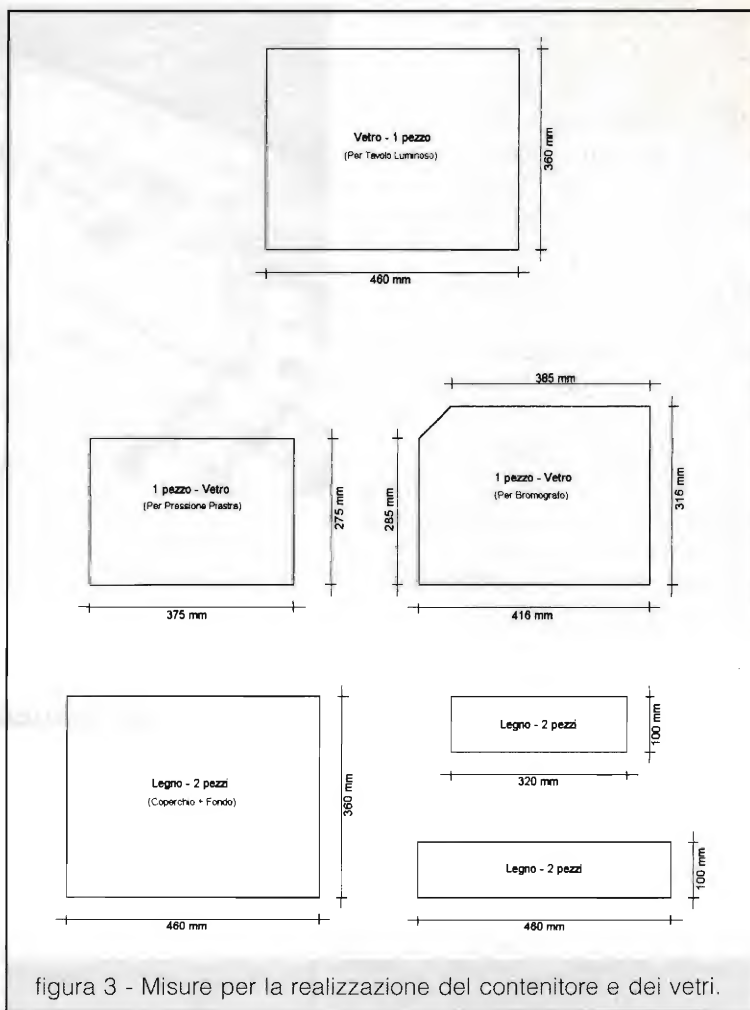 Vetro - 1 pezzo
(Per Tavolo Luminoso)
360 mm
460 mm
385 mm
1 pezzo - Vetro
(Per Pressione Piastra)
275 mm
375 mm
1 pezzo - Vetro
(Per Bromografo)
285 mm
316 mm
416 mm
Legno - 2 pezzi
(Coperchio + Fondo)
360 mm
460 mm
Legno - 2 pezzi
100 mm
320 mm
Legno - 2 pezzi
100 mm
460 mm
figura 3 - Misure per la realizzazione del contenitore e dei vetri.